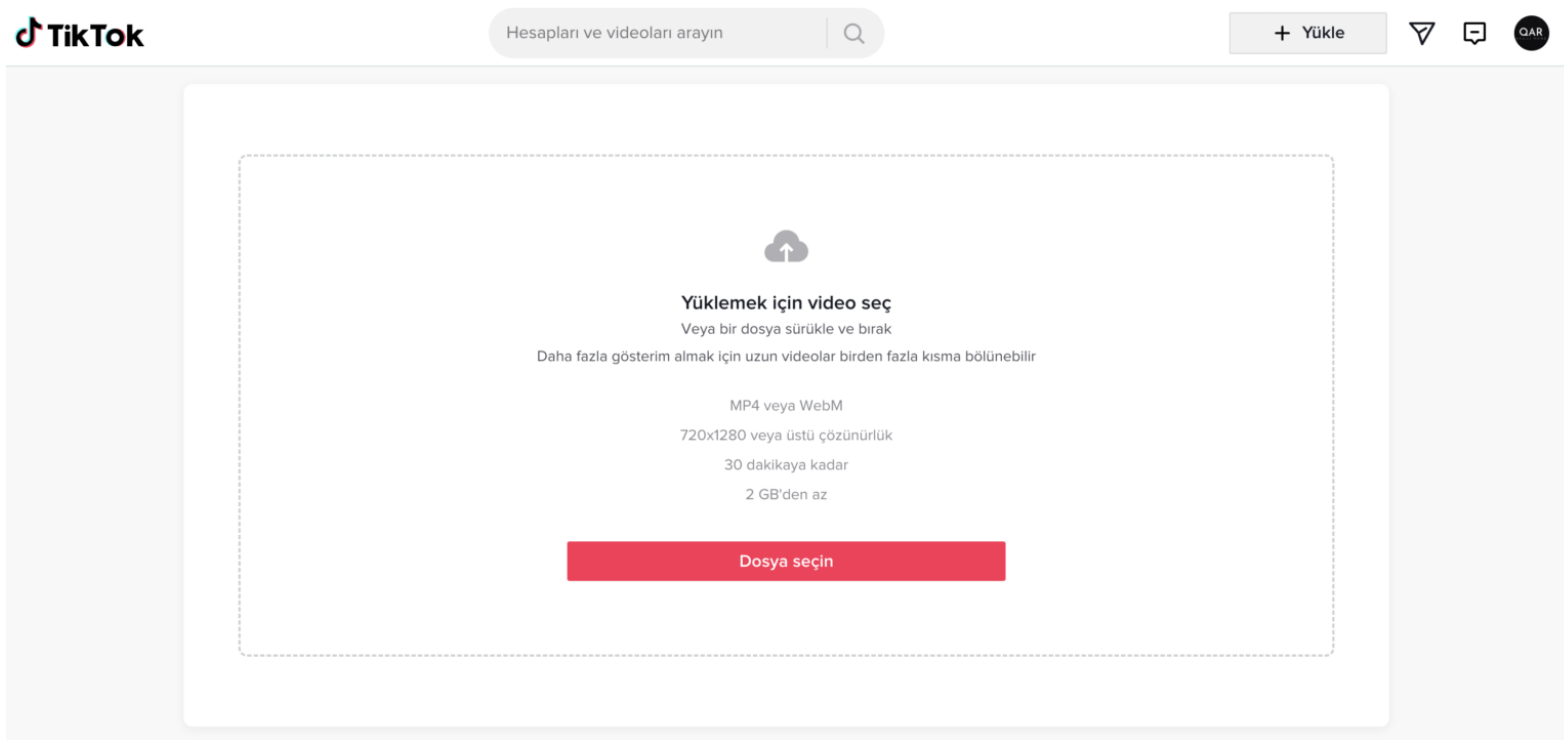 TikTok
Hesapları ve videoları arayın
+ Yükle
QAR
Yüklemek için video seç
Veya bir dosya sürükle ve bırak
Daha fazla gösterim almak için uzun videolar birden fazla kısma bölünebilir
MP4 veya WebM
720x1280 veya üstü çözünürlük
30 dakikaya kadar
2 GB'den az
Dosya seçin